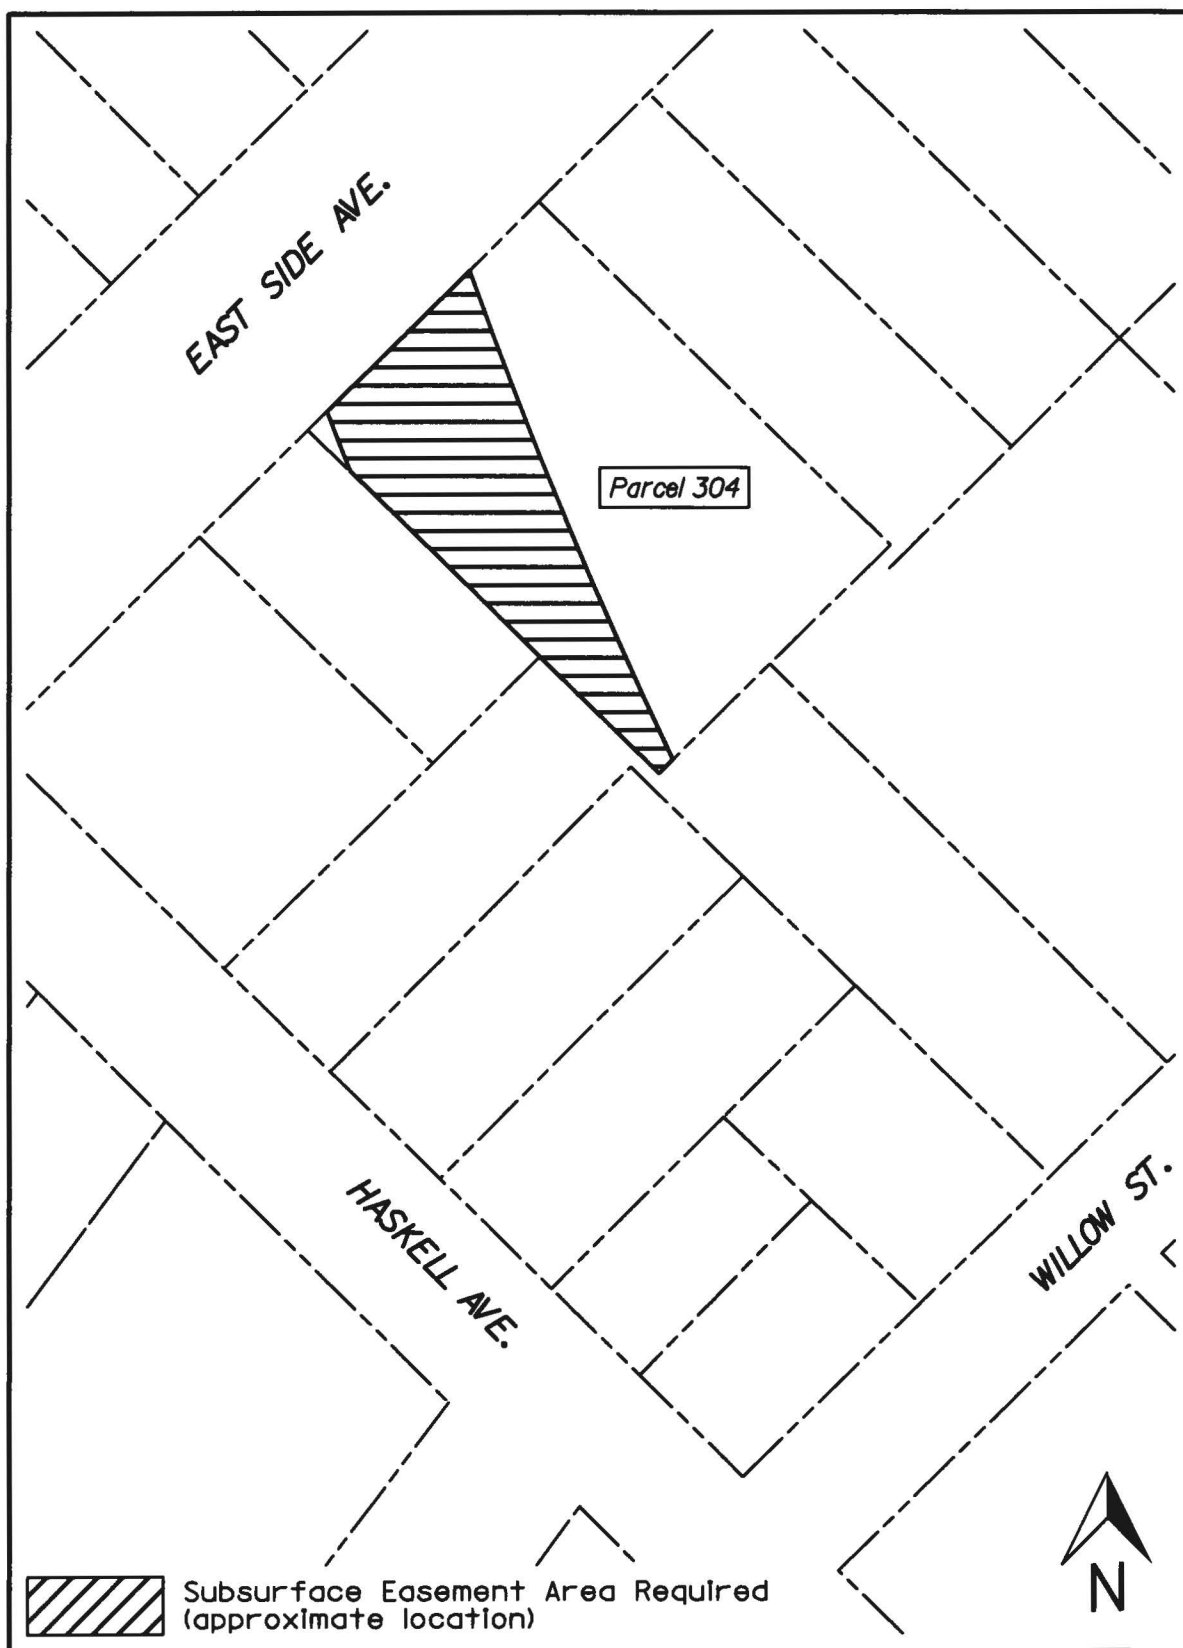 EAST SIDE AVE.
Parcel 304
HASKELL AVE.
WILLOW ST.
Subsurface Easement Area Required
(approximate location)
N